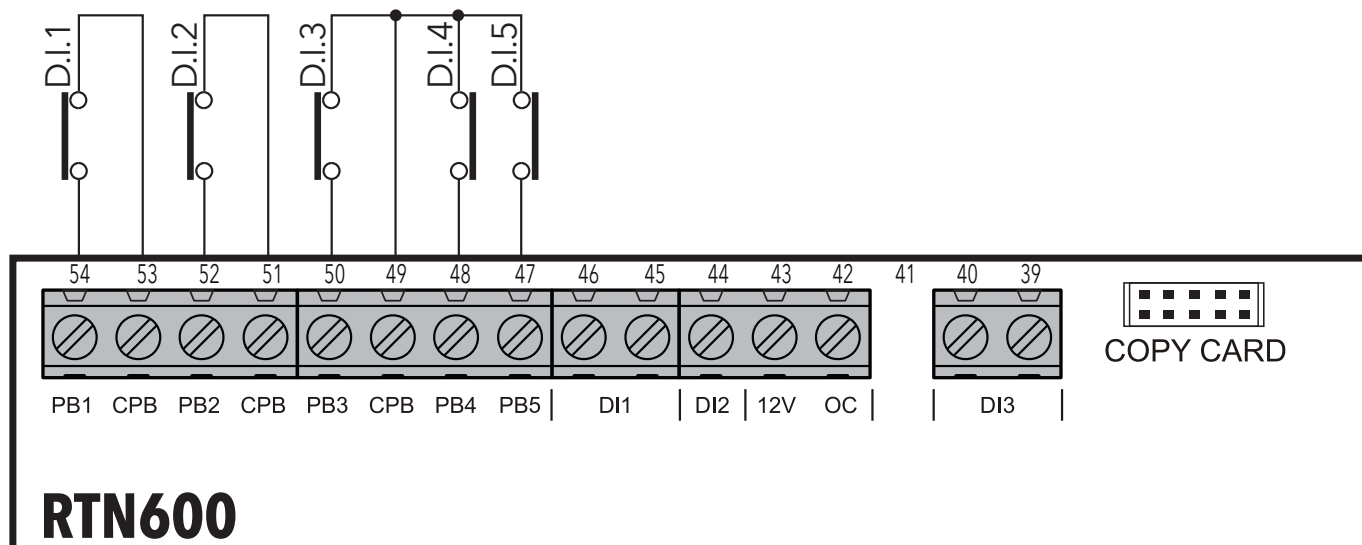 D.I.1 D.I.2 D.I.3 D.I.4 D.I.5
54 53 52 51 50 49 48 47 46 45 44 43 42 41 40 39
COPY CARD
PB1 CPB PB2 CPB PB3 CPB PB4 PB5 DI1 DI2 12V OC DI3
RTN600